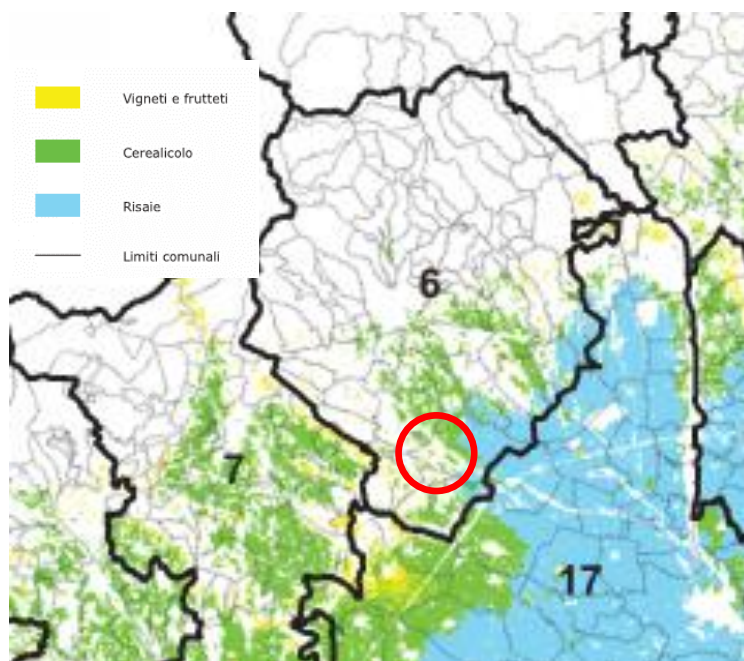 Vigneti e frutteti
Cerealicolo
Risaie
Limiti comunali
6
7
17